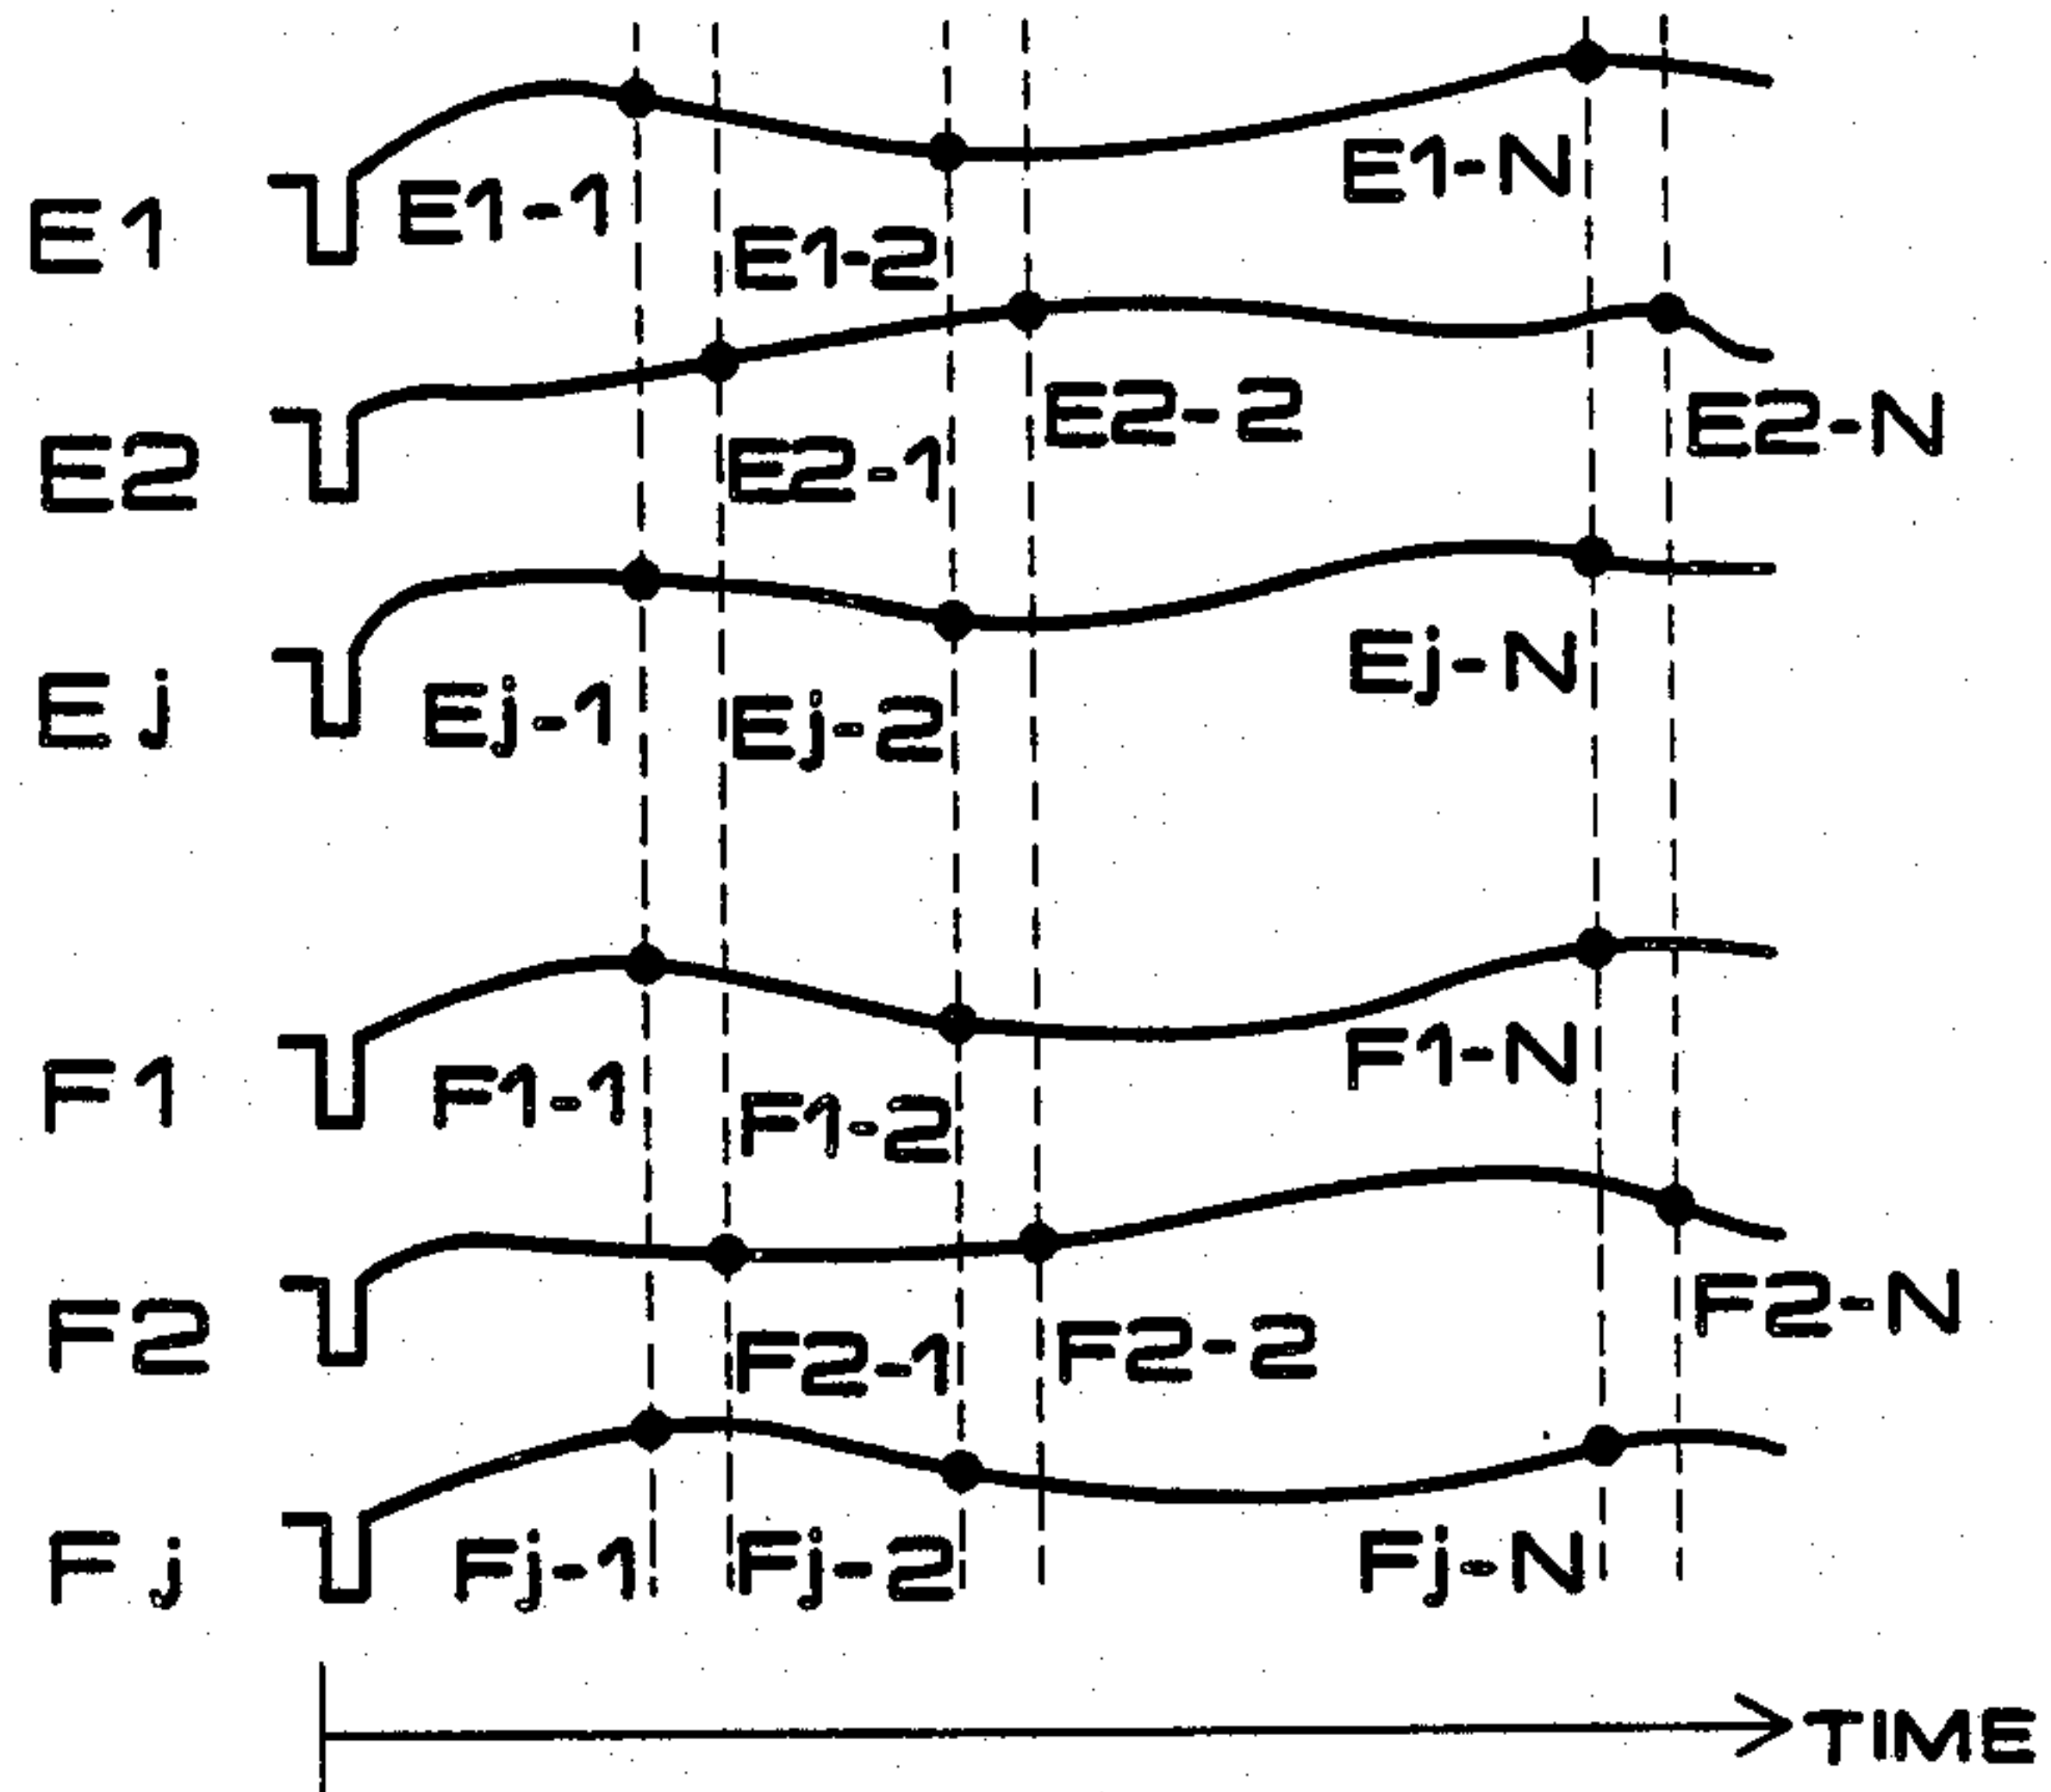 E1 E1-1 E1-2 E1-N
E2 E2-1 E2-2 E2-N
Ej Ej-1 Ej-2 Ej-N
F1 F1-1 F1-2 F1-N
F2 F2-1 F2-2 F2-N
Fj Fj-1 Fj-2 Fj-N
TIME